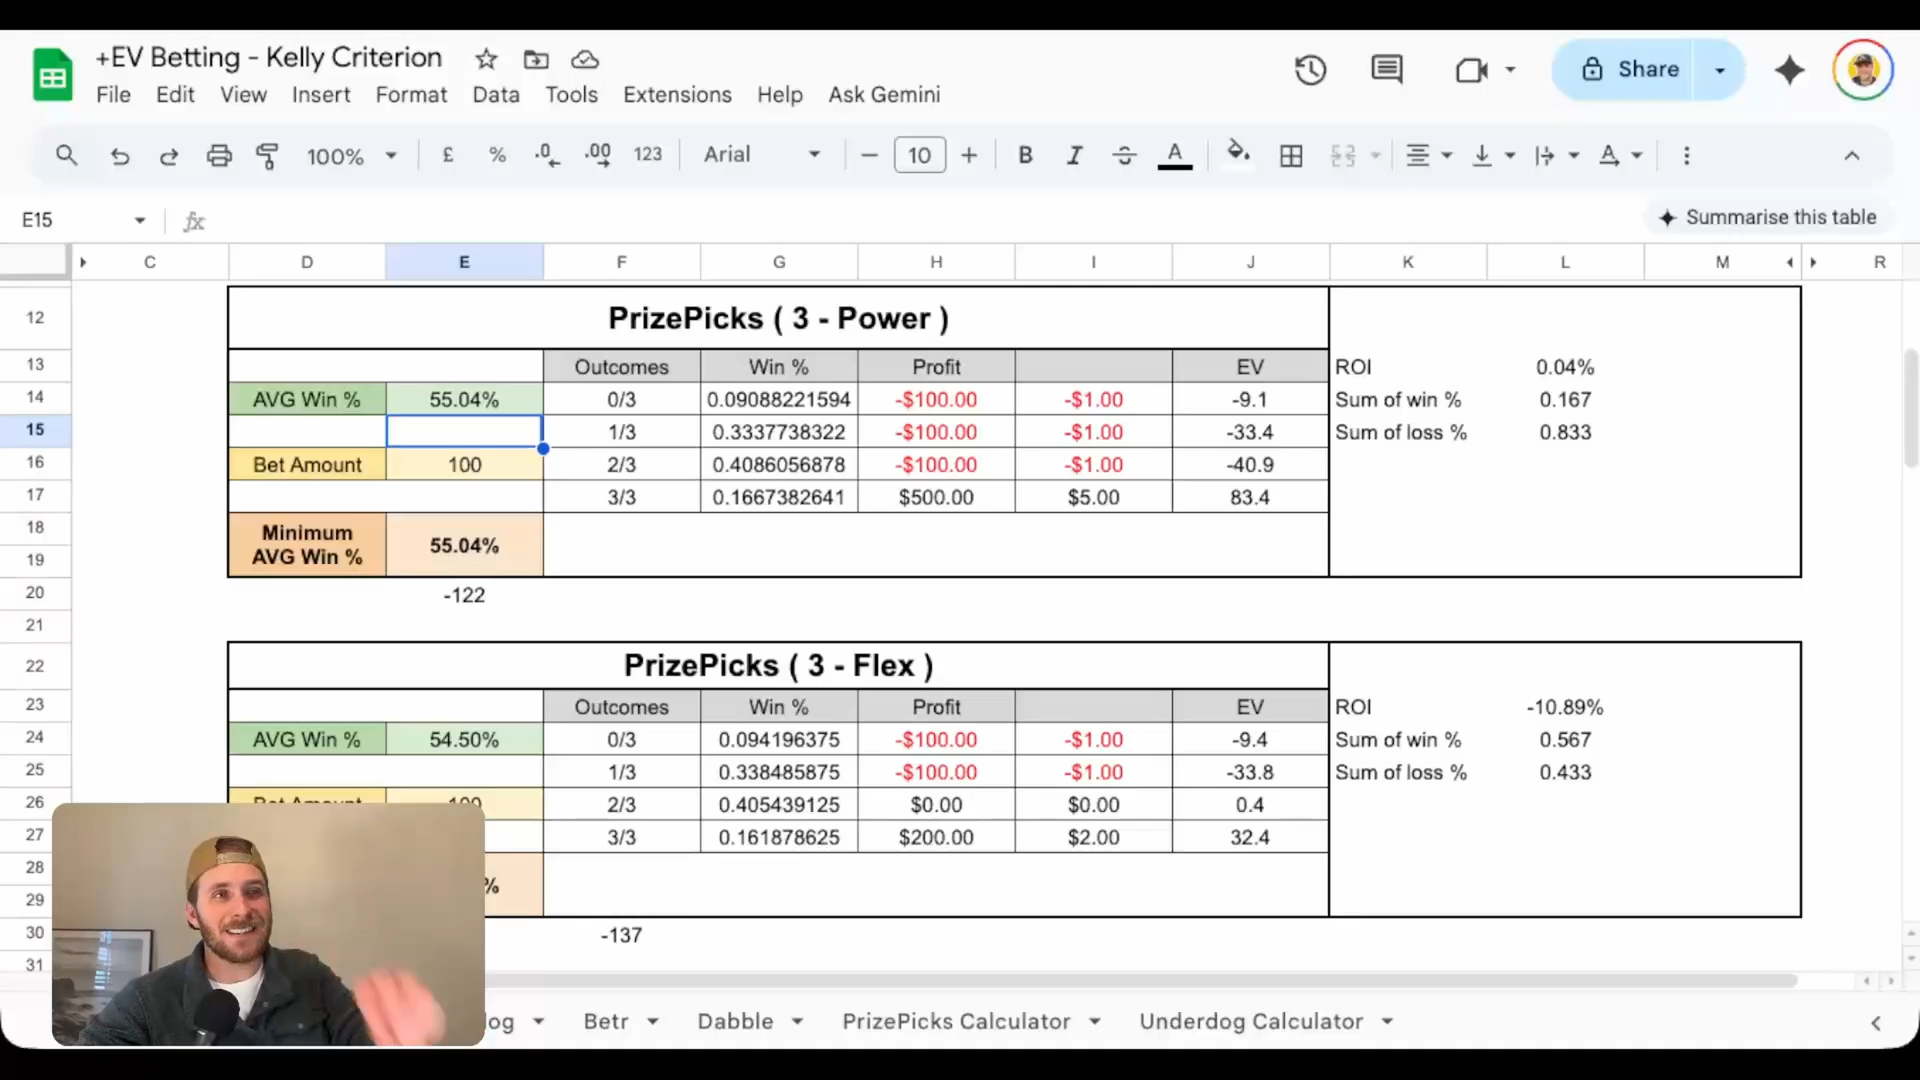 +EV Betting - Kelly Criterion
File Edit View Insert Format Data Tools Extensions Help Ask Gemini
Share
100% £ % .0 .00 123 Arial 10 B I S A A
E15 fx
Summarise this table
C D E F G H I J K L M R
12 PrizePicks ( 3 - Power )
13 Outcomes Win % Profit EV ROI 0.04%
14 AVG Win % 55.04% 0/3 0.09088221594 -$100.00 -$1.00 -9.1 Sum of win % 0.167
15 1/3 0.3337738322 -$100.00 -$1.00 -33.4 Sum of loss % 0.833
16 Bet Amount 100 2/3 0.4086056878 -$100.00 -$1.00 -40.9
17 3/3 0.1667382641 $500.00 $5.00 83.4
18 Minimum
19 AVG Win % 55.04%
20 -122
21
22 PrizePicks ( 3 - Flex )
23 Outcomes Win % Profit EV ROI -10.89%
24 AVG Win % 54.50% 0/3 0.094196375 -$100.00 -$1.00 -9.4 Sum of win % 0.567
25 1/3 0.338485875 -$100.00 -$1.00 -33.8 Sum of loss % 0.433
26 Bet Amount 100 2/3 0.405439125 $0.00 $0.00 0.4
27 3/3 0.161878625 $200.00 $2.00 32.4
28 %
29
30 -137
31
og Betr Dabble PrizePicks Calculator Underdog Calculator